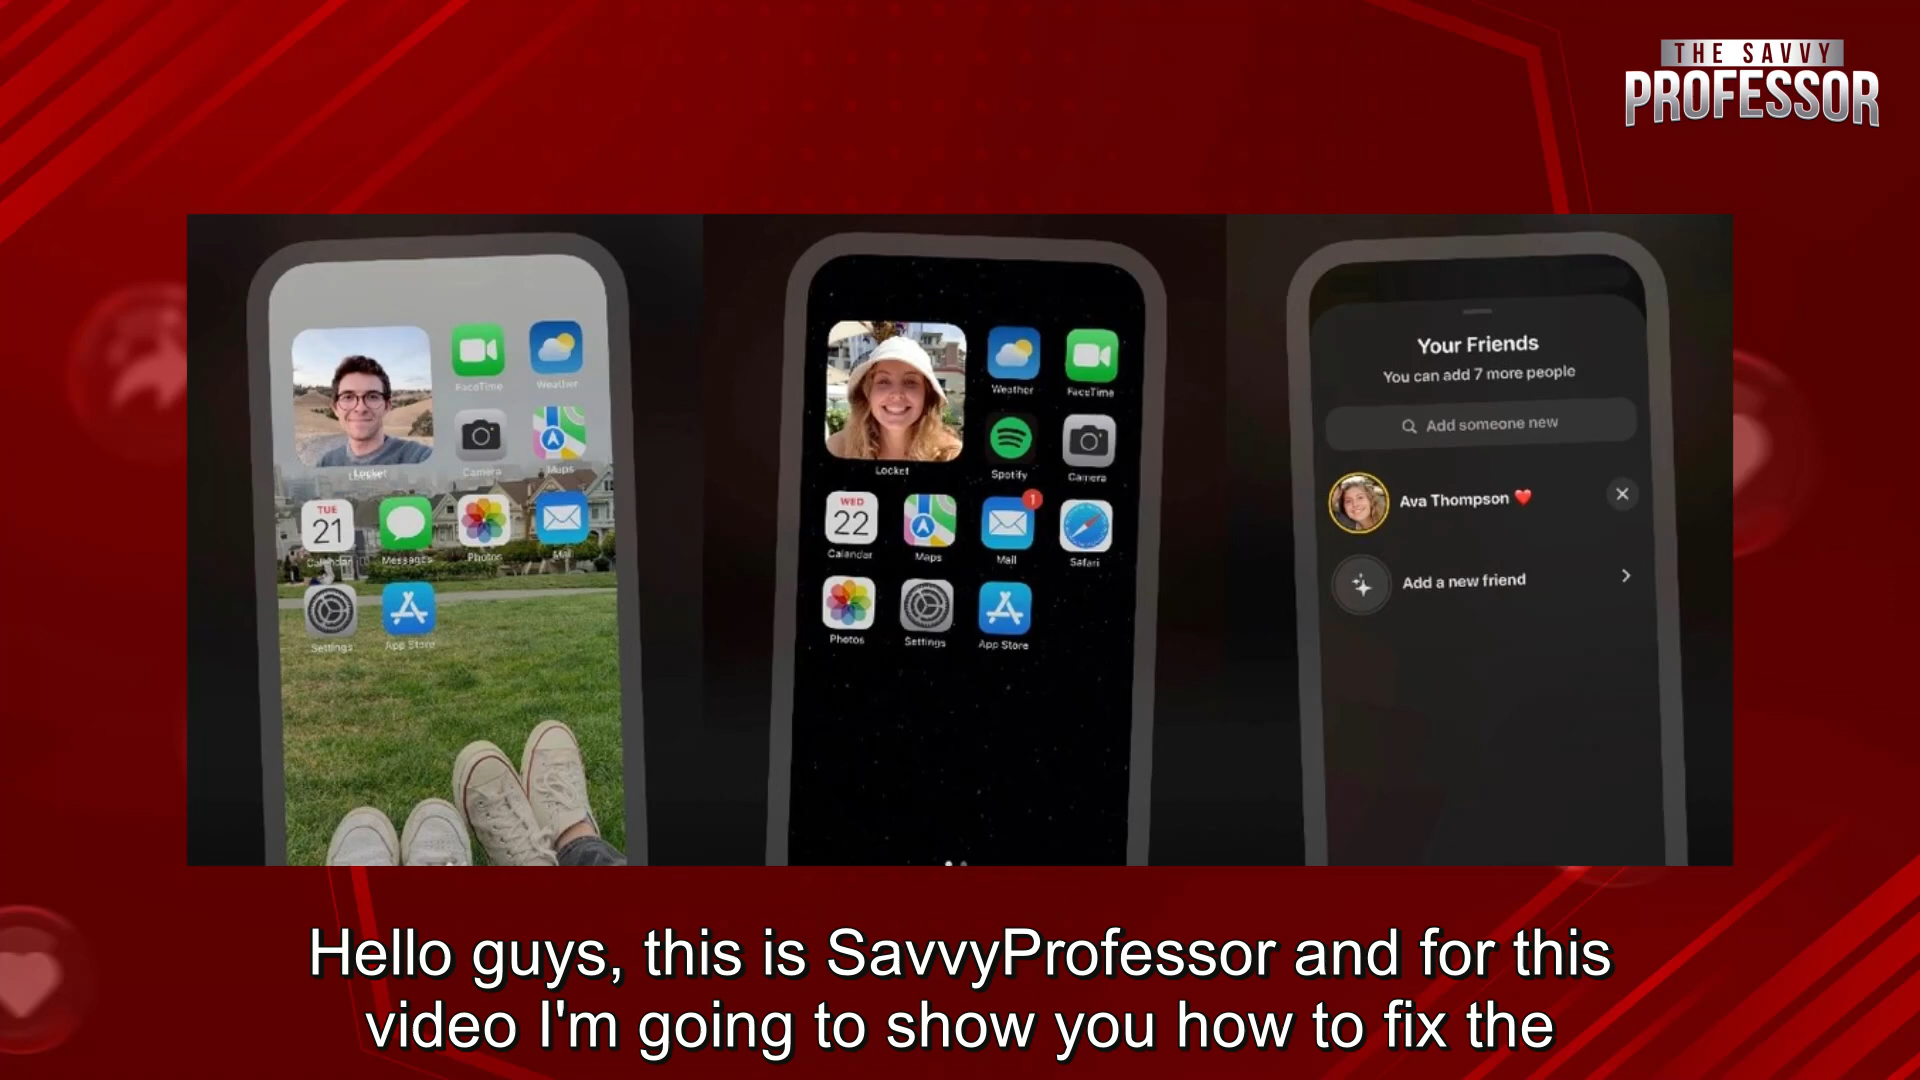 THE SAVVY
PROFESSOR
FaceTime
Weather
Locket
Camera
Maps
TUE
21
Calendar
Messages
Photos
Mail
Settings
App Store
Weather
FaceTime
Locket
Spotify
Camera
WED
22
1
Calendar
Maps
Mail
Safari
Photos
Settings
App Store
Your Friends
You can add 7 more people
Add someone new
Ava Thompson
Add a new friend
Hello guys, this is SavvyProfessor and for this
video I'm going to show you how to fix the